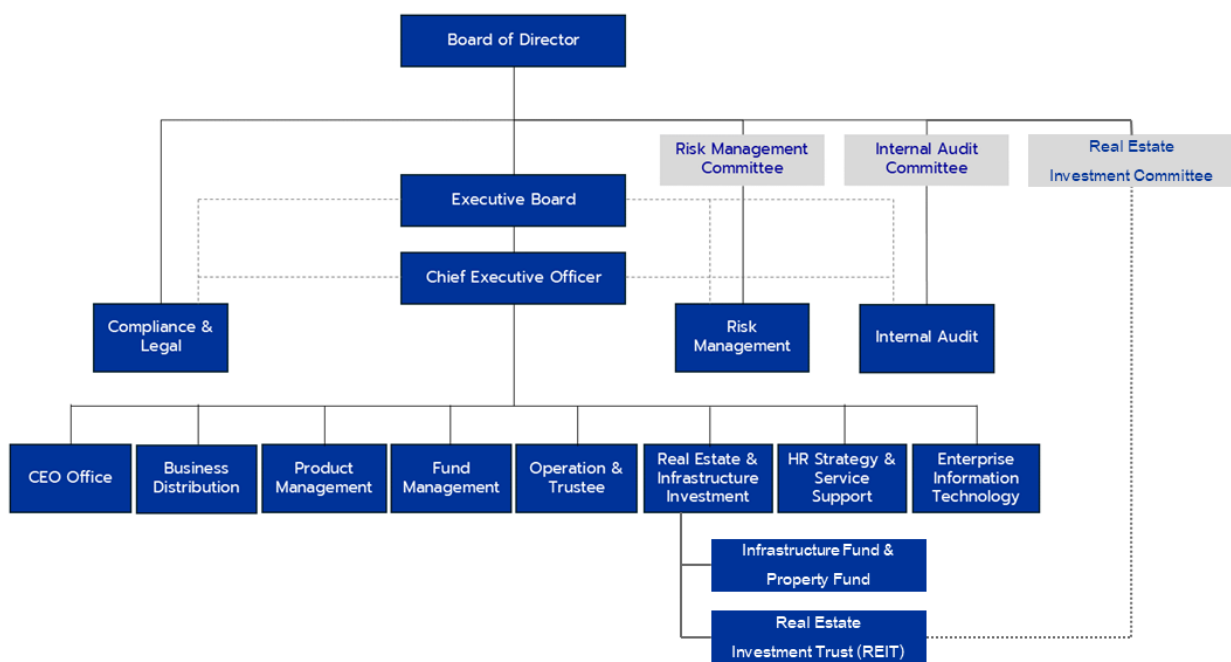 Board of Director
Risk Management
Committee
Internal Audit
Committee
Real Estate
Investment Committee
Executive Board
Chief Executive Officer
Compliance &
Legal
Risk
Management
Internal Audit
CEO Office
Business
Distribution
Product
Management
Fund
Management
Operation &
Trustee
Real Estate &
Infrastructure
Investment
HR Strategy &
Service
Support
Enterprise
Information
Technology
Infrastructure Fund &
Property Fund
Real Estate
Investment Trust (REIT)